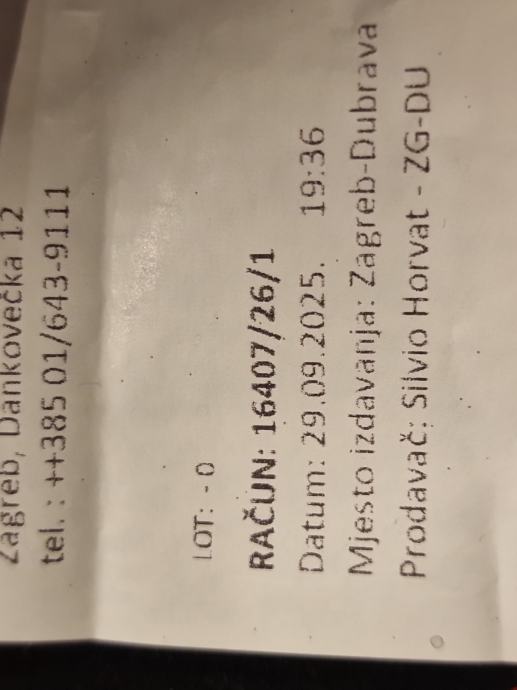 Zagreb, Dankovečka 12
tel. : ++385 01/643-9111
LOT: - 0
RAČUN: 16407/26/1
Datum: 29.09.2025. 19:36
Mjesto izdavanja: Zagreb-Dubrava
Prodavač: Silvio Horvat - ZG-DU